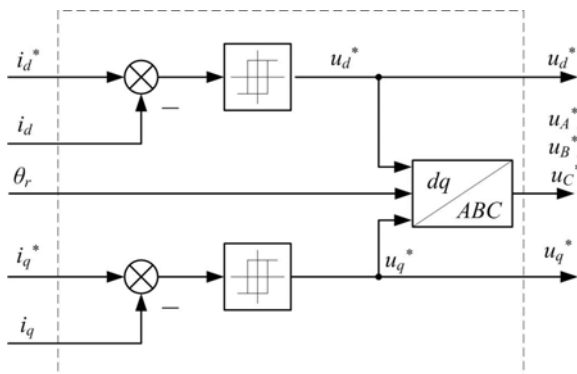 i_d^*
u_d^*
u_d^*
i_d
−
u_A^*
u_B^*
u_C^*
θ_r
dq
ABC
i_q^*
u_q^*
u_q^*
−
i_q